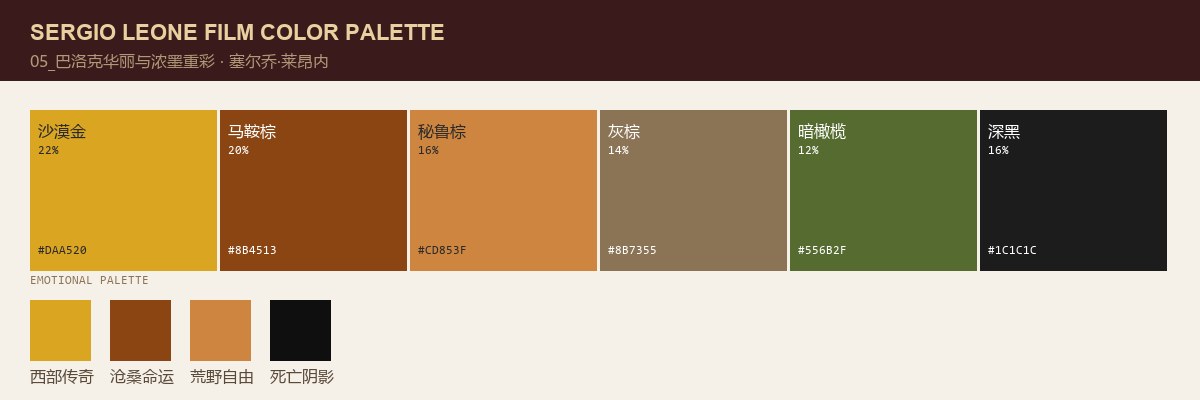 SERGIO LEONE FILM COLOR PALETTE
05_巴洛克华丽与浓墨重彩 · 塞尔乔·莱昂内
沙漠金
22%
#DAA520
马鞍棕
20%
#8B4513
秘鲁棕
16%
#CD853F
灰棕
14%
#8B7355
暗橄榄
12%
#556B2F
深黑
16%
#1C1C1C
EMOTIONAL PALETTE
西部传奇
沧桑命运
荒野自由
死亡阴影